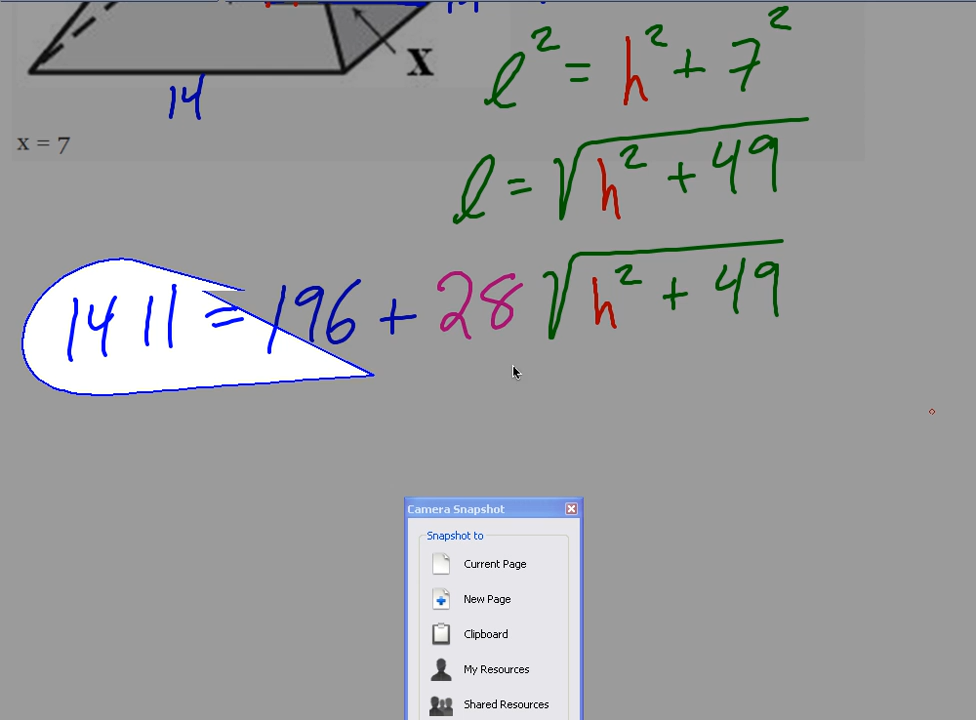 x
14
x = 7
l² = h² + 7²
l = √h² + 49
1411 = 196 + 28 √h² + 49
Camera Snapshot
Snapshot to
Current Page
New Page
Clipboard
My Resources
Shared Resources